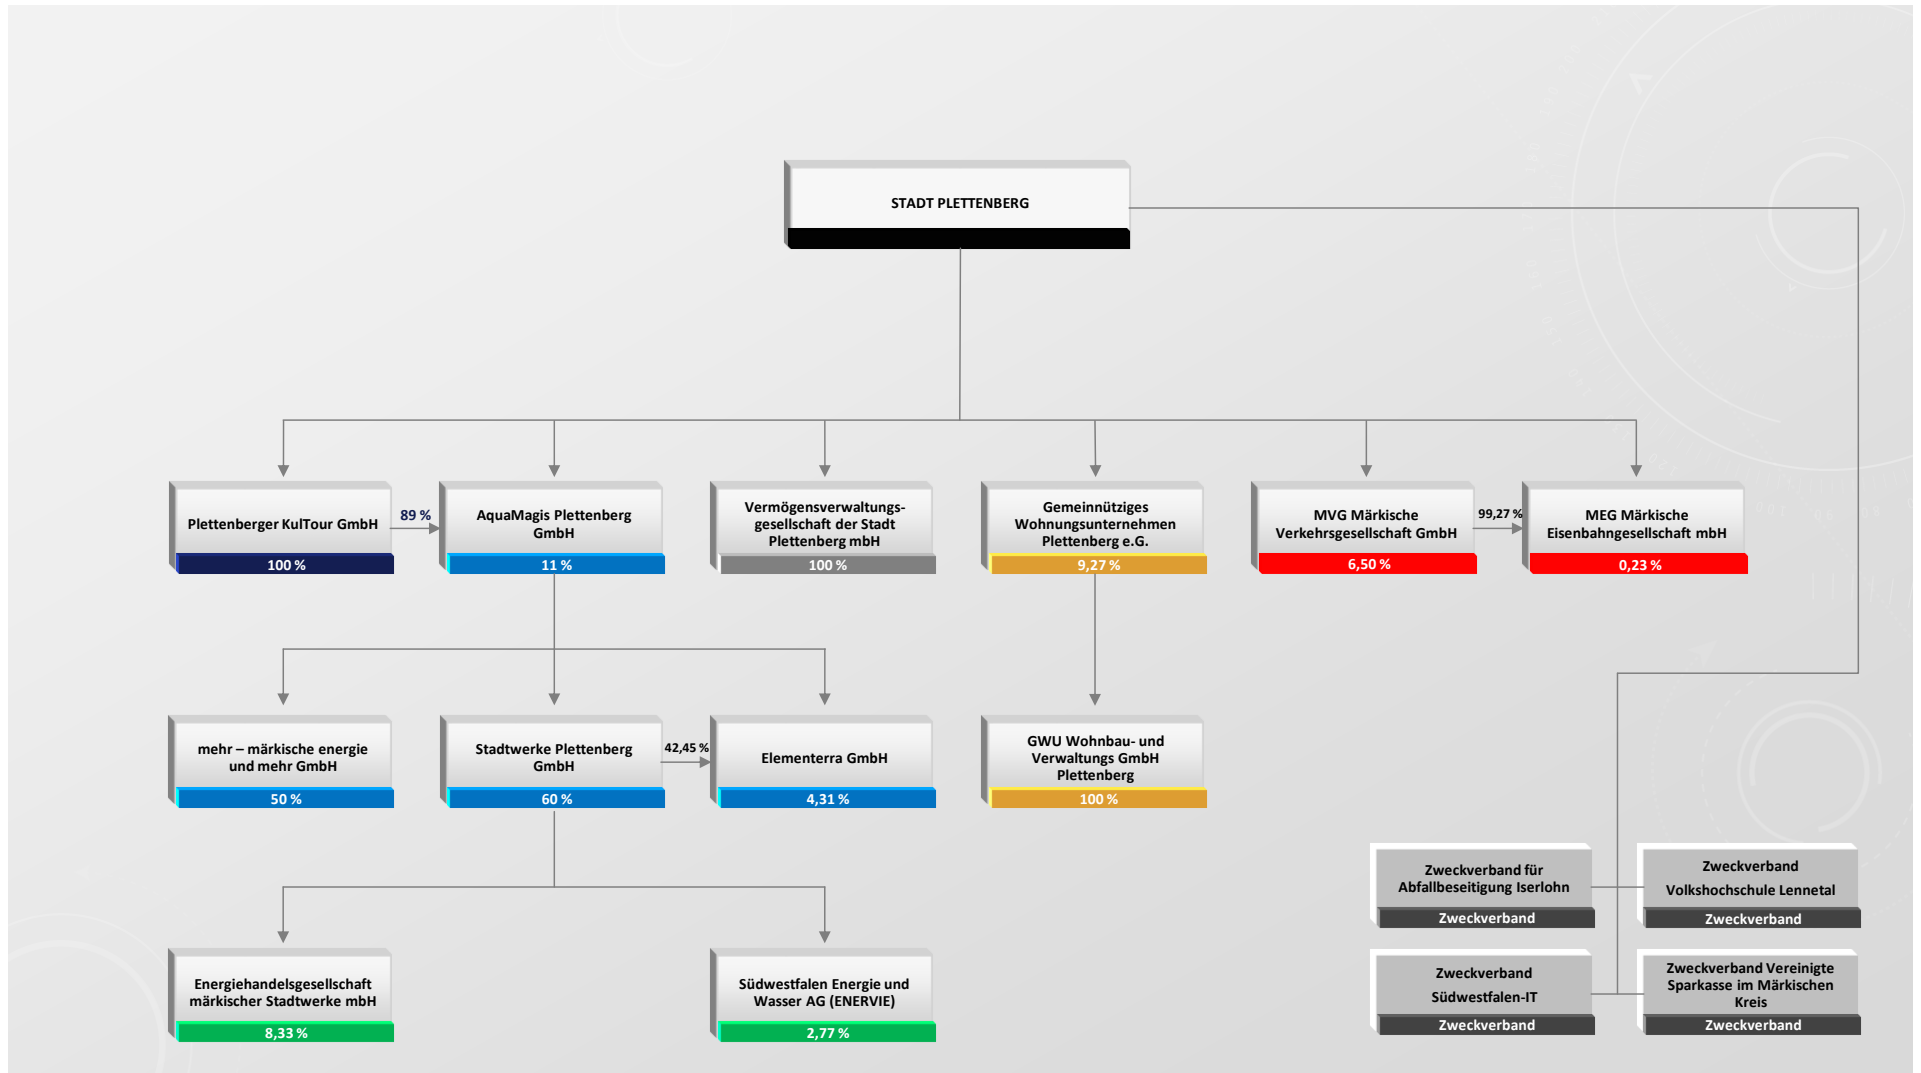 STADT PLETTENBERG
Plettenberger KulTour GmbH
100 %
89 %
AquaMagis Plettenberg
GmbH
11 %
Vermögensverwaltungs-
gesellschaft der Stadt
Plettenberg mbH
100 %
Gemeinnütziges
Wohnungsunternehmen
Plettenberg e.G.
9,27 %
MVG Märkische
Verkehrsgesellschaft GmbH
6,50 %
99,27 %
MEG Märkische
Eisenbahngesellschaft mbH
0,23 %
mehr – märkische energie
und mehr GmbH
50 %
Stadtwerke Plettenberg
GmbH
60 %
42,45 %
Elementerra GmbH
4,31 %
GWU Wohnbau- und
Verwaltungs GmbH
Plettenberg
100 %
Energiehandelsgesellschaft
märkischer Stadtwerke mbH
8,33 %
Südwestfalen Energie und
Wasser AG (ENERVIE)
2,77 %
Zweckverband für
Abfallbeseitigung Iserlohn
Zweckverband
Zweckverband
Volkshochschule Lennetal
Zweckverband
Zweckverband
Südwestfalen-IT
Zweckverband
Zweckverband Vereinigte
Sparkasse im Märkischen
Kreis
Zweckverband